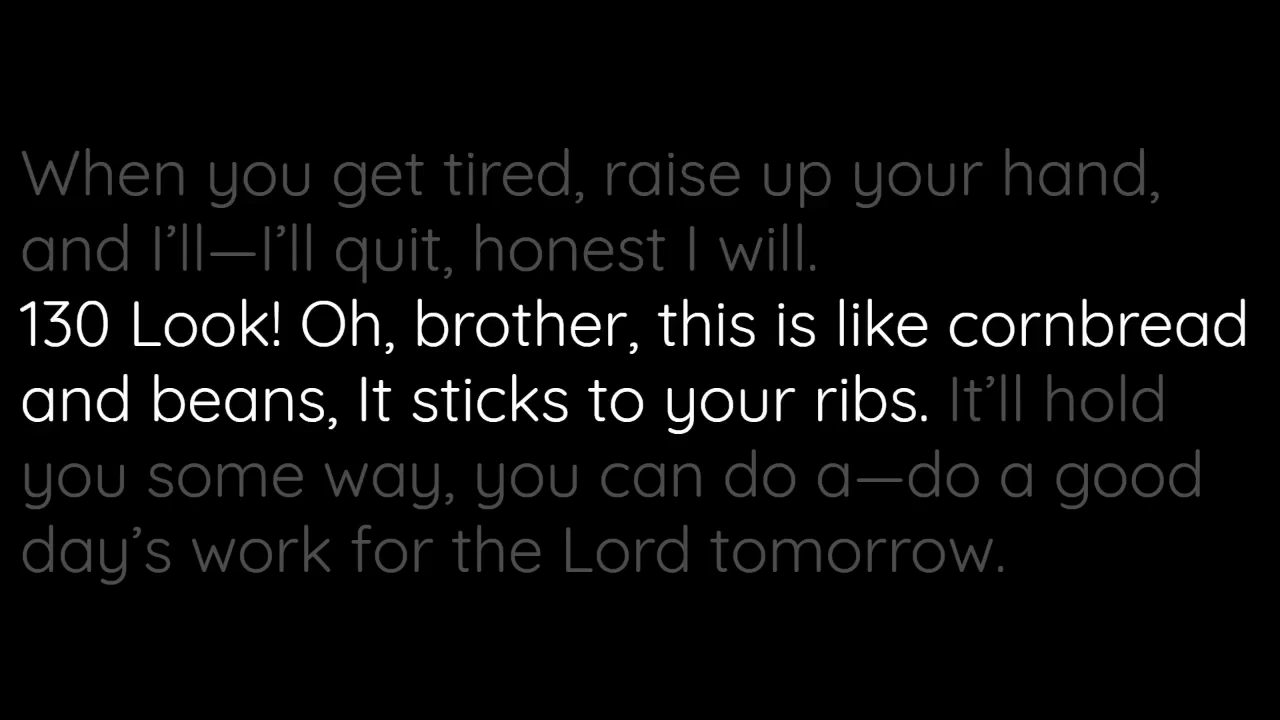 When you get tired, raise up your hand,
and I’ll—I’ll quit, honest I will.
130 Look! Oh, brother, this is like cornbread
and beans, It sticks to your ribs. It’ll hold
you some way, you can do a—do a good
day’s work for the Lord tomorrow.